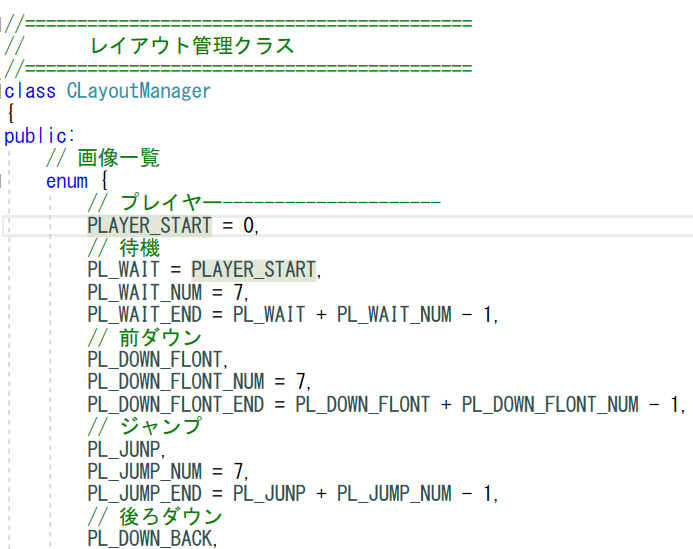 //===========================================
// レイアウト管理クラス
//===========================================
class CLayoutManager
{
public:
// 画像一覧
enum {
// プレイヤー---------------------
PLAYER_START = 0,
// 待機
PL_WAIT = PLAYER_START,
PL_WAIT_NUM = 7,
PL_WAIT_END = PL_WAIT + PL_WAIT_NUM - 1,
// 前ダウン
PL_DOWN_FLONT,
PL_DOWN_FLONT_NUM = 7,
PL_DOWN_FLONT_END = PL_DOWN_FLONT + PL_DOWN_FLONT_NUM - 1,
// ジャンプ
PL_JUNP,
PL_JUMP_NUM = 7,
PL_JUMP_END = PL_JUNP + PL_JUMP_NUM - 1,
// 後ろダウン
PL_DOWN_BACK,